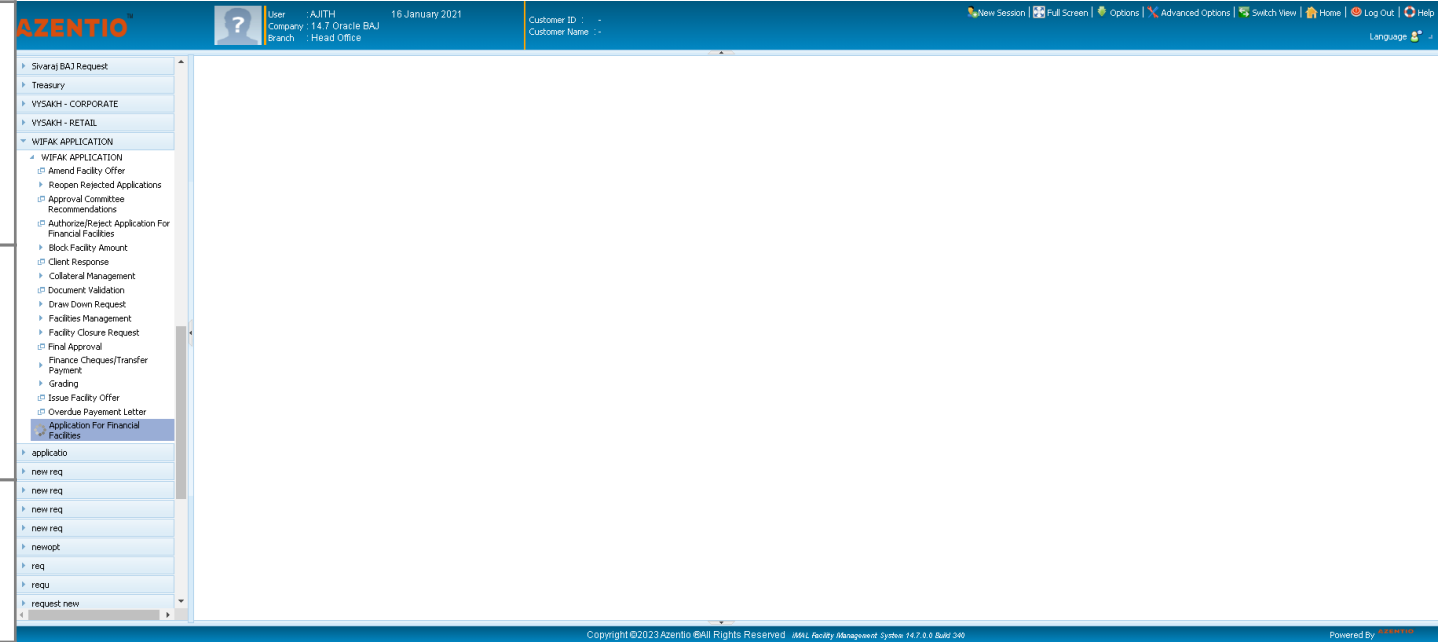 AZENTIO
User : AJITH 16 January 2021
Company : 14.7 Oracle BAJ
Branch : Head Office
Customer ID : -
Customer Name : -
New Session | Full Screen | Options | Advanced Options | Switch View | Home | Log Out | Help
Language
Sivaraj BAJ Request
Treasury
VYSAKH - CORPORATE
VYSAKH - RETAIL
WIFAK APPLICATION
WIFAK APPLICATION
Amend Facility Offer
Reopen Rejected Applications
Approval Committee
Recommendations
Authorize/Reject Application For
Financial Facilities
Block Facility Amount
Client Response
Collateral Management
Document Validation
Draw Down Request
Facilities Management
Facility Closure Request
Final Approval
Finance Cheques/Transfer
Payment
Grading
Issue Facility Offer
Overdue Payement Letter
Application For Financial
Facilities
applicatio
new req
new req
new req
new req
newopt
req
requ
request new
Copyright©2023 Azentio ®All Rights Reserved iMAL Facility Management System 14.7.0.0 Build 340
Powered By AZENTIO